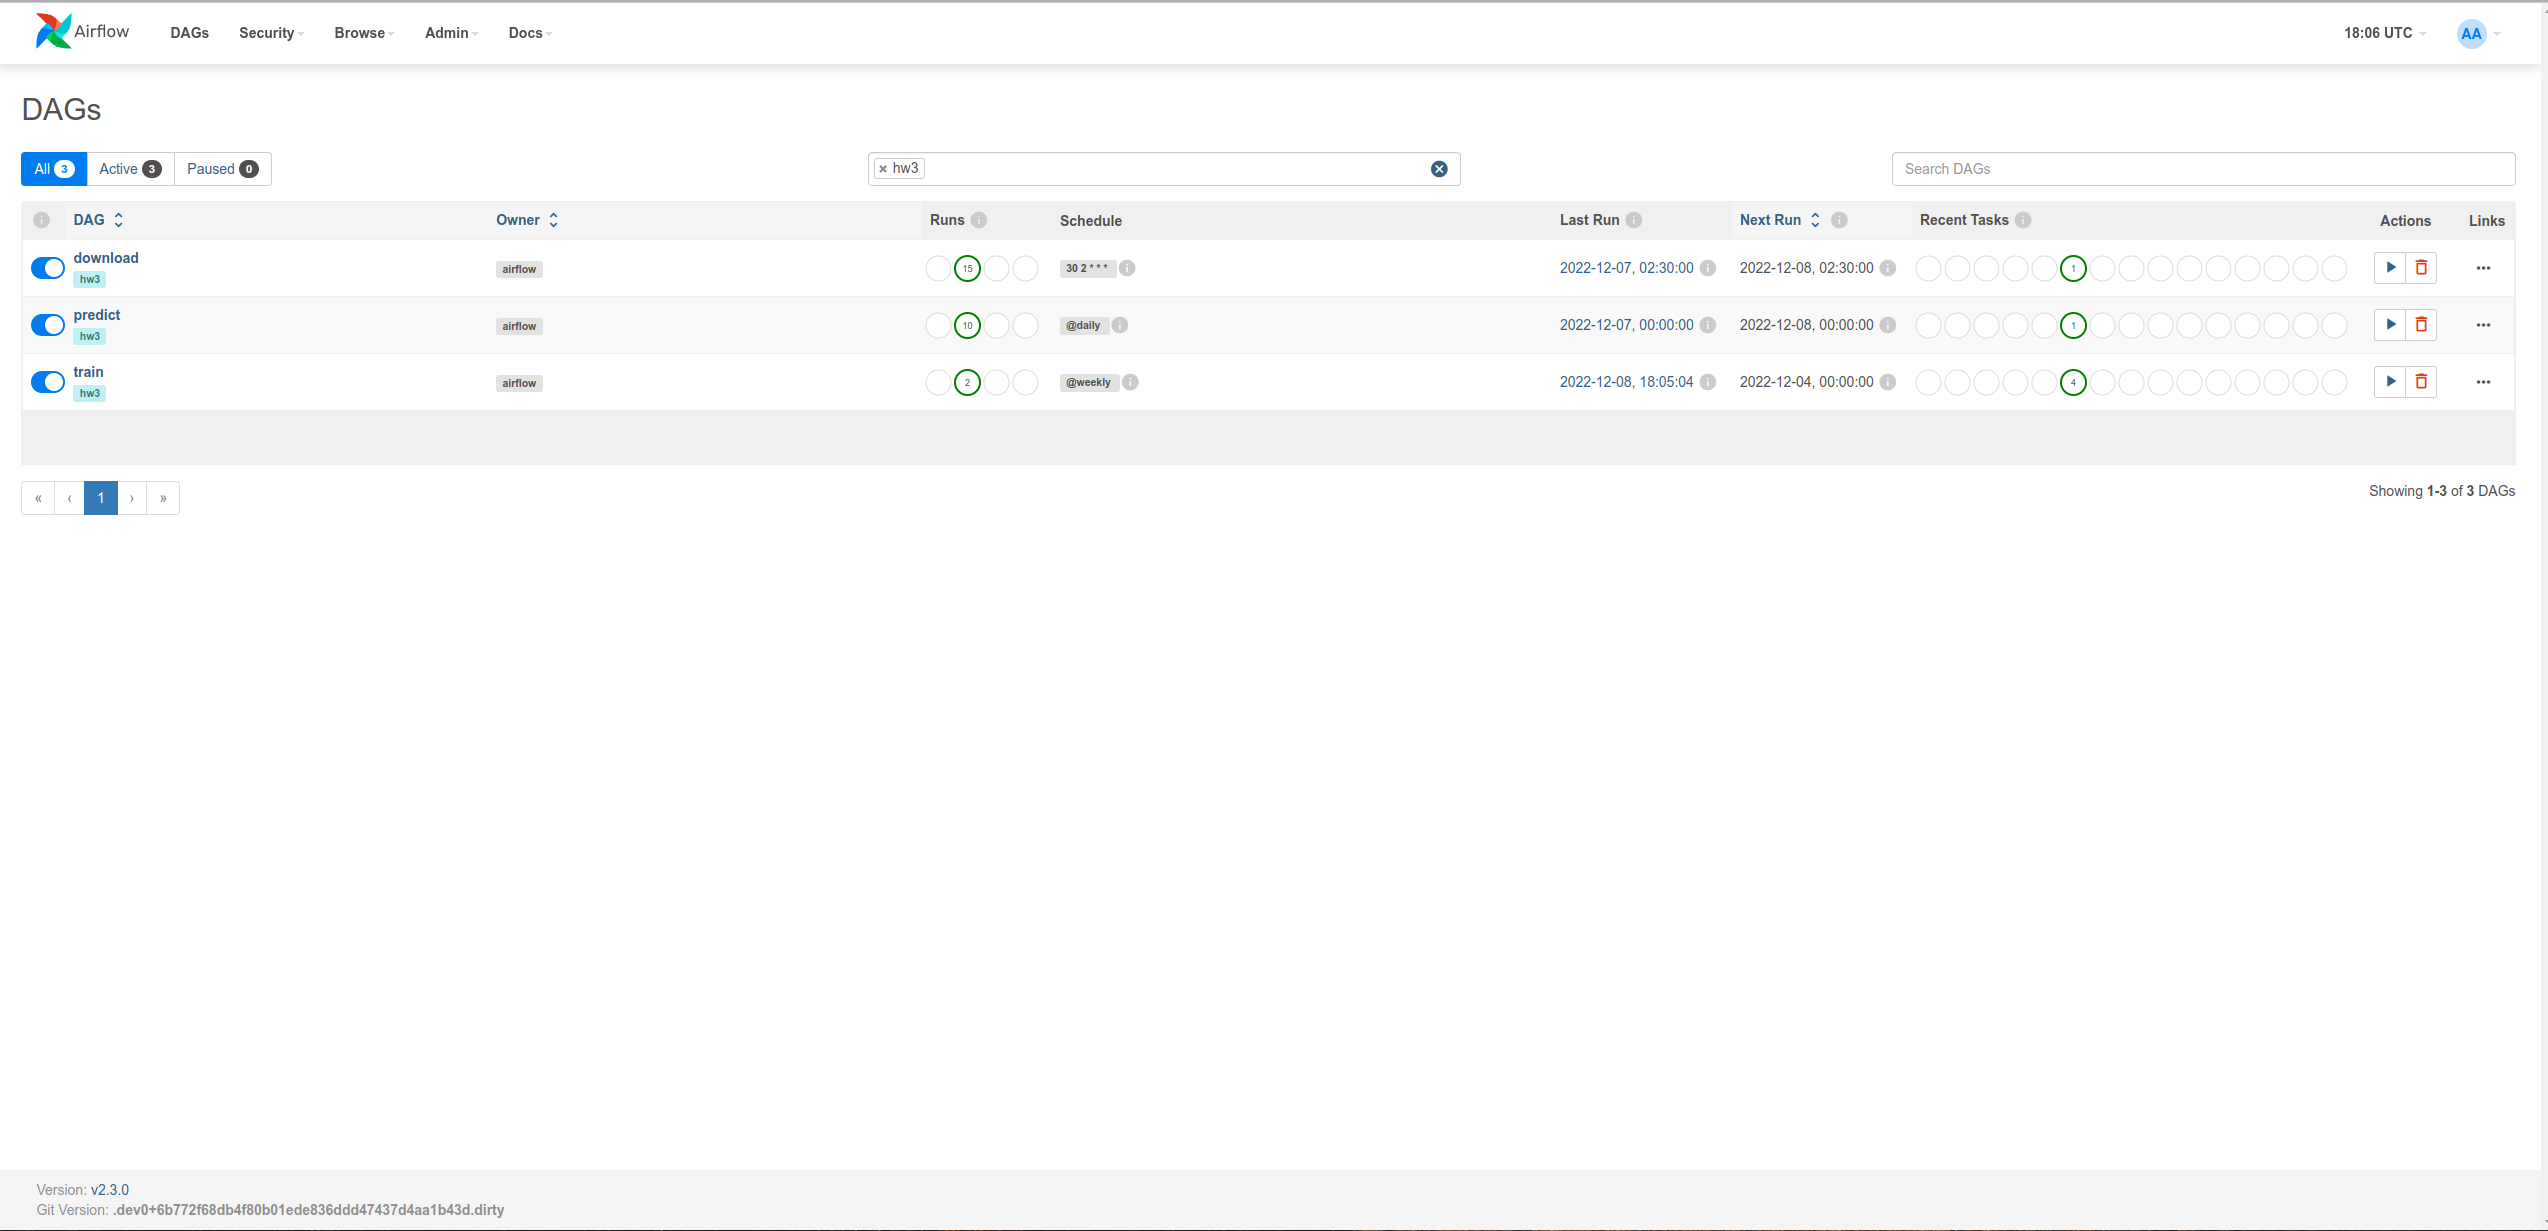 Airflow DAGs Security Browse Admin Docs 18:06 UTC AA
DAGs
All 3 Active 3 Paused 0 hw3 Search DAGs
DAG Owner Runs Schedule Last Run Next Run Recent Tasks Actions Links
download airflow 15 30 2 * * * 2022-12-07, 02:30:00 2022-12-08, 02:30:00 1
hw3
predict airflow 10 @daily 2022-12-07, 00:00:00 2022-12-08, 00:00:00 1
hw3
train airflow 2 @weekly 2022-12-08, 18:05:04 2022-12-04, 00:00:00 4
hw3
« ‹ 1 › » Showing 1-3 of 3 DAGs
Version: v2.3.0
Git Version: .dev0+6b772f68db4f80b01ede836ddd47437d4aa1b43d.dirty